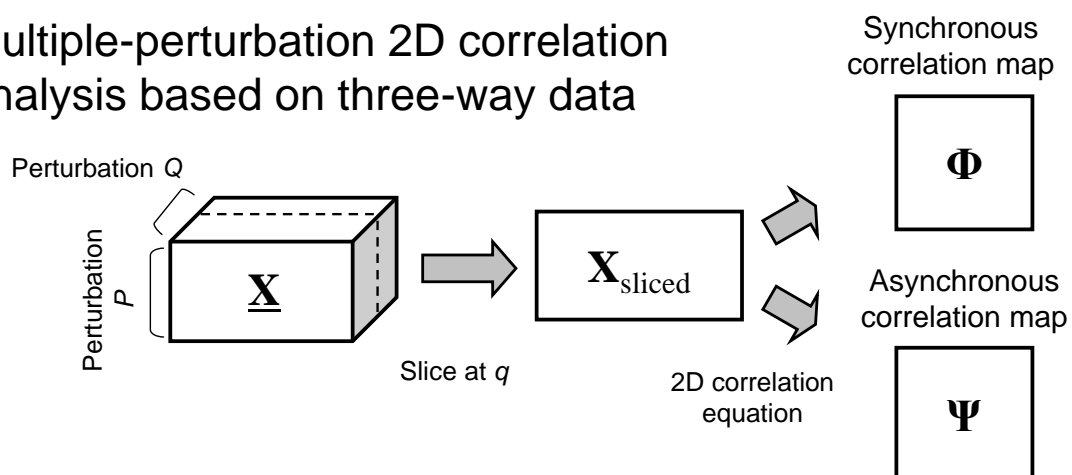 ultiple-perturbation 2D correlation
nalysis based on three-way data
Synchronous
correlation map
Φ
Perturbation Q
Perturbation
P
X
Slice at q
Xsliced
2D correlation
equation
Asynchronous
correlation map
Ψ